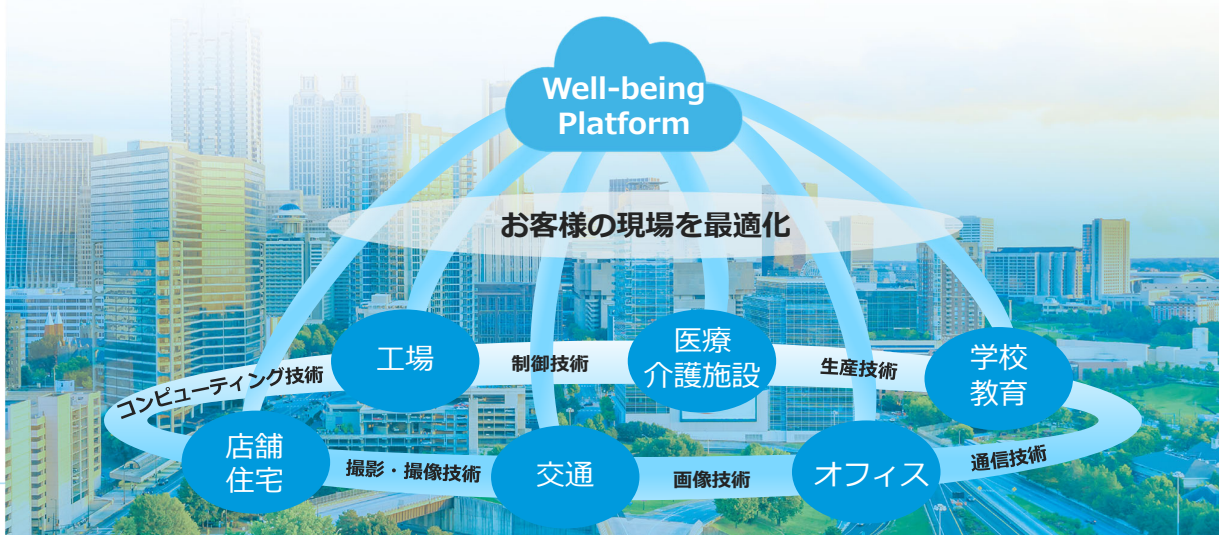 Well-being
Platform
お客様の現場を最適化
工場
制御技術
医療
介護施設
生産技術
学校
教育
コンピューティング技術
店舗
住宅
撮影・撮像技術
交通
画像技術
オフィス
通信技術